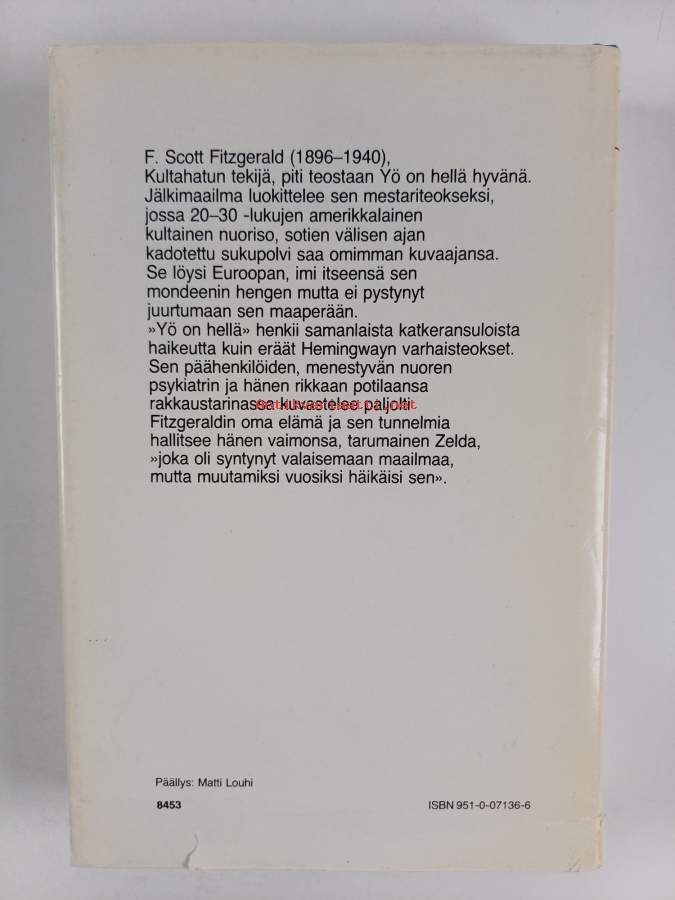 F. Scott Fitzgerald (1896–1940),
Kultahatun tekijä, piti teostaan Yö on hellä hyvänä.
Jälkimaailma luokittelee sen mestariteokseksi,
jossa 20–30 -lukujen amerikkalainen
kultainen nuoriso, sotien välisen ajan
kadotettu sukupolvi saa omimman kuvaajansa.
Se löysi Euroopan, imi itseensä sen
mondeenin hengen mutta ei pystynyt
juurtumaan sen maaperään.
»Yö on hellä» henkii samanlaista katkeransuloista
haikeutta kuin eräät Hemingwayn varhaisteokset.
Sen päähenkilöiden, menestyvän nuoren
psykiatrin ja hänen rikkaan potilaansa
rakkaustarinassa kuvastelee paljolti
Fitzgeraldin oma elämä ja sen tunnelmia
hallitsee hänen vaimonsa, tarumainen Zelda,
»joka oli syntynyt valaisemaan maailmaa,
mutta muutamiksi vuosiksi häikäisi sen».
Päällys: Matti Louhi
8453 ISBN 951-0-07136-6